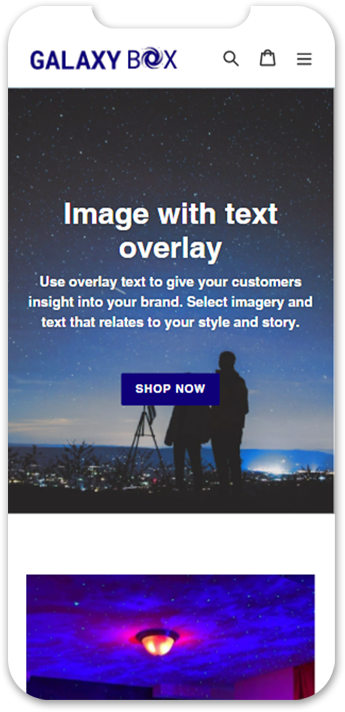 GALAXY BOX
Image with text
overlay
Use overlay text to give your customers
insight into your brand. Select imagery and
text that relates to your style and story.
SHOP NOW